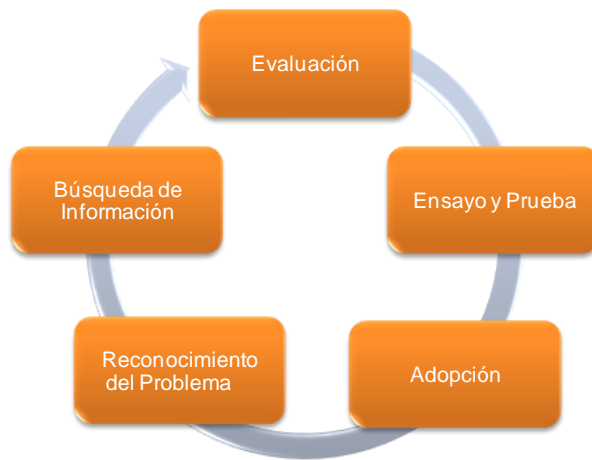 Evaluación
Ensayo y Prueba
Adopción
Reconocimiento
del Problema
Búsqueda de
Información